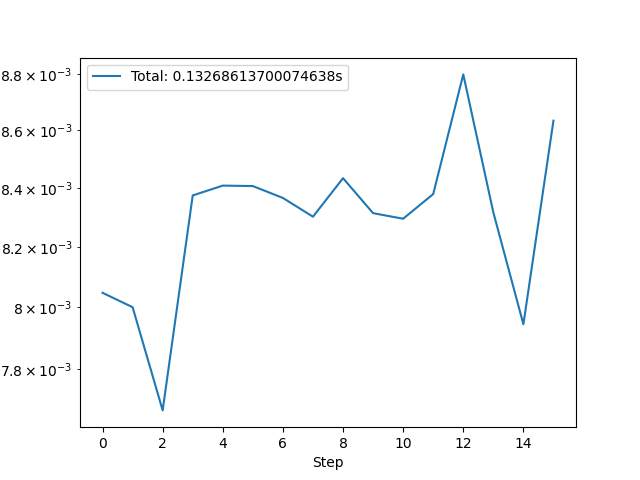 Total: 0.13268613700074638s
8.8 × 10⁻³
8.6 × 10⁻³
8.4 × 10⁻³
8.2 × 10⁻³
8 × 10⁻³
7.8 × 10⁻³
0 2 4 6 8 10 12 14
Step